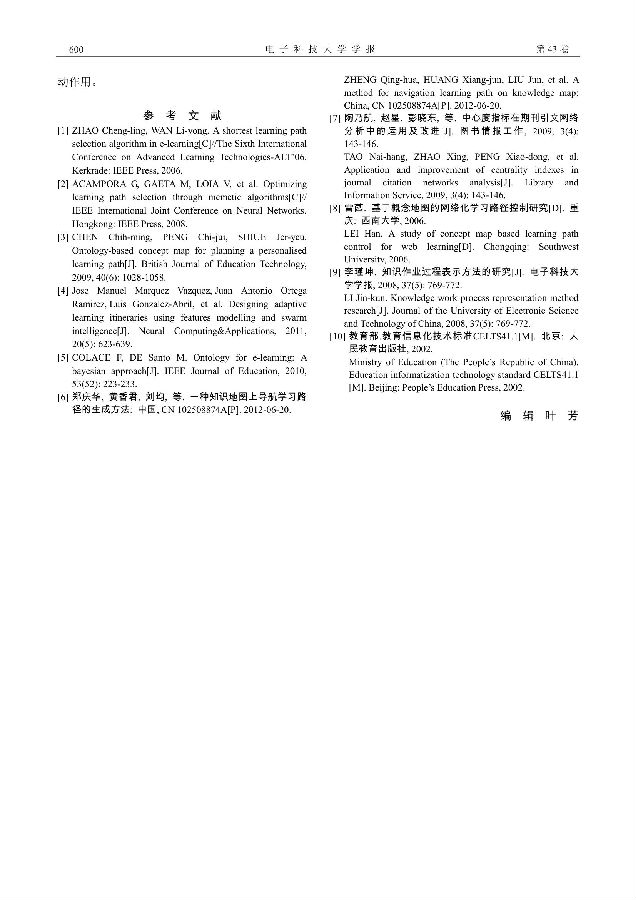 600
电 子 科 技 大 学 学 报
第 43 卷
动作用。
参 考 文 献
[1] ZHAO Cheng-ling, WAN Li-yong. A shortest learning path
selection algorithm in e-learning[C]//The Sixth International
Conference on Advanced Learning Technologies-ALT'06.
Kerkrade: IEEE Press, 2006.
[2] ACAMPORA G, GAETA M, LOIA V, et al. Optimizing
learning path selection through memetic algorithms[C]//
IEEE International Joint Conference on Neural Networks.
Hongkong: IEEE Press, 2008.
[3] CHEN Chih-ming, PENG Chi-jui, SHIUE Jer-yeu.
Ontology-based concept map for planning a personalised
learning path[J]. British Journal of Education Technology,
2009, 40(6): 1028-1058.
[4] Jose Manuel Marquez Vazquez, Juan Antonio Ortega
Ramirez, Luis Gonzalez-Abril, et al. Designing adaptive
learning itineraries using features modelling and swarm
intelligence[J]. Neural Computing&Applications, 2011,
20(5): 623-639.
[5] COLACE F, DE Santo M. Ontology for e-learning: A
bayesian approach[J]. IEEE Journal of Education, 2010,
53(52): 223-233.
[6] 郑庆华, 黄香君, 刘均, 等. 一种知识地图上导航学习路
径的生成方法: 中国, CN 102508874A[P]. 2012-06-20.
ZHENG Qing-hua, HUANG Xiang-jun, LIU Jun, et al. A
method for navigation learning path on knowledge map:
China, CN 102508874A[P]. 2012-06-20.
[7] 陶乃航, 赵星, 彭晓东, 等. 中心度指标在期刊引文网络
分析中的运用及改进[J]. 图书情报工作, 2009, 3(4):
143-146.
TAO Nai-hang, ZHAO Xing, PENG Xiao-dong, et al.
Application and improvement of centrality indexes in
journal citation networks analysis[J]. Library and
Information Service, 2009, 3(4): 143-146.
[8] 雷菡. 基于概念地图的网络化学习路径控制研究[D]. 重
庆: 西南大学, 2006.
LEI Han. A study of concept map based learning path
control for web learning[D]. Chongqing: Southwest
University, 2006.
[9] 李瑾坤. 知识作业过程表示方法的研究[J]. 电子科技大
学学报, 2008, 37(5): 769-772.
LI Jin-kun. Knowledge work process representation method
research[J]. Journal of the University of Electronic Science
and Technology of China, 2008, 37(5): 769-772.
[10] 教育部.教育信息化技术标准CELTS41.1[M]. 北京: 人
民教育出版社, 2002.
Ministry of Education (The People's Republic of China).
Education informatization technology standard CELTS41.1
[M]. Beijing: People's Education Press, 2002.
编 辑 叶 芳